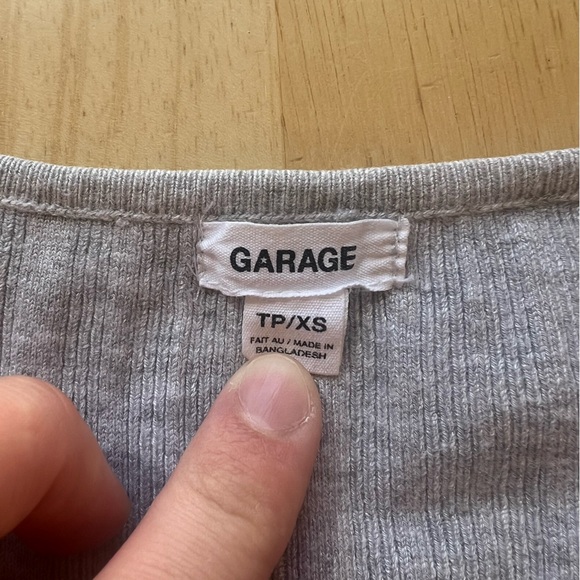 GARAGE
TP/XS
FAIT AU / MADE IN
BANGLADESH